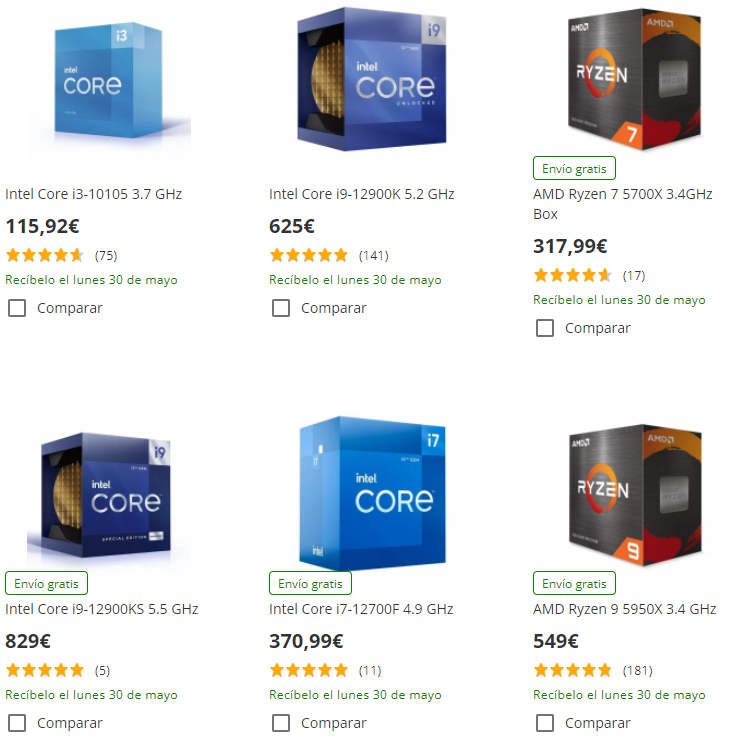 i3
intel
CORE
Intel Core i3-10105 3.7 GHz
115,92€
(75)
Recíbelo el lunes 30 de mayo
Comparar
i9
intel
CORE
UNLOCKED
Intel Core i9-12900K 5.2 GHz
625€
(141)
Recíbelo el lunes 30 de mayo
Comparar
AMD
AMD
RYZEN
7
Envío gratis
AMD Ryzen 7 5700X 3.4GHz
Box
317,99€
(17)
Recíbelo el lunes 30 de mayo
Comparar
i9
intel
CORE
SPECIAL EDITION
Envío gratis
Intel Core i9-12900KS 5.5 GHz
829€
(5)
Recíbelo el lunes 30 de mayo
Comparar
i7
i7
intel
CORE
intel
Envío gratis
Intel Core i7-12700F 4.9 GHz
370,99€
(11)
Recíbelo el lunes 30 de mayo
Comparar
AMD
AMD
RYZEN
9
Envío gratis
AMD Ryzen 9 5950X 3.4 GHz
549€
(181)
Recíbelo el lunes 30 de mayo
Comparar